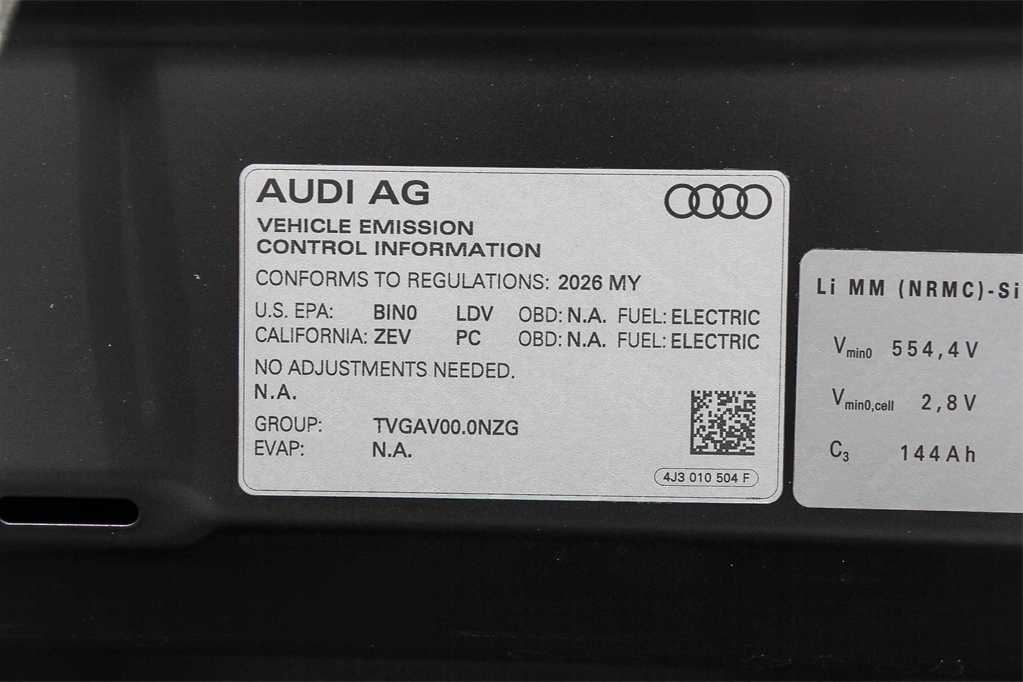 AUDI AG
VEHICLE EMISSION
CONTROL INFORMATION
CONFORMS TO REGULATIONS: 2026 MY
U.S. EPA: BIN0 LDV OBD: N.A. FUEL: ELECTRIC
CALIFORNIA: ZEV PC OBD: N.A. FUEL: ELECTRIC
NO ADJUSTMENTS NEEDED.
N.A.
GROUP: TVGAV00.0NZG
EVAP: N.A.
4J3 010 504 F
Li MM (NRMC)-Si
Vmin0 554,4V
Vmin0,cell 2,8V
C3 144Ah